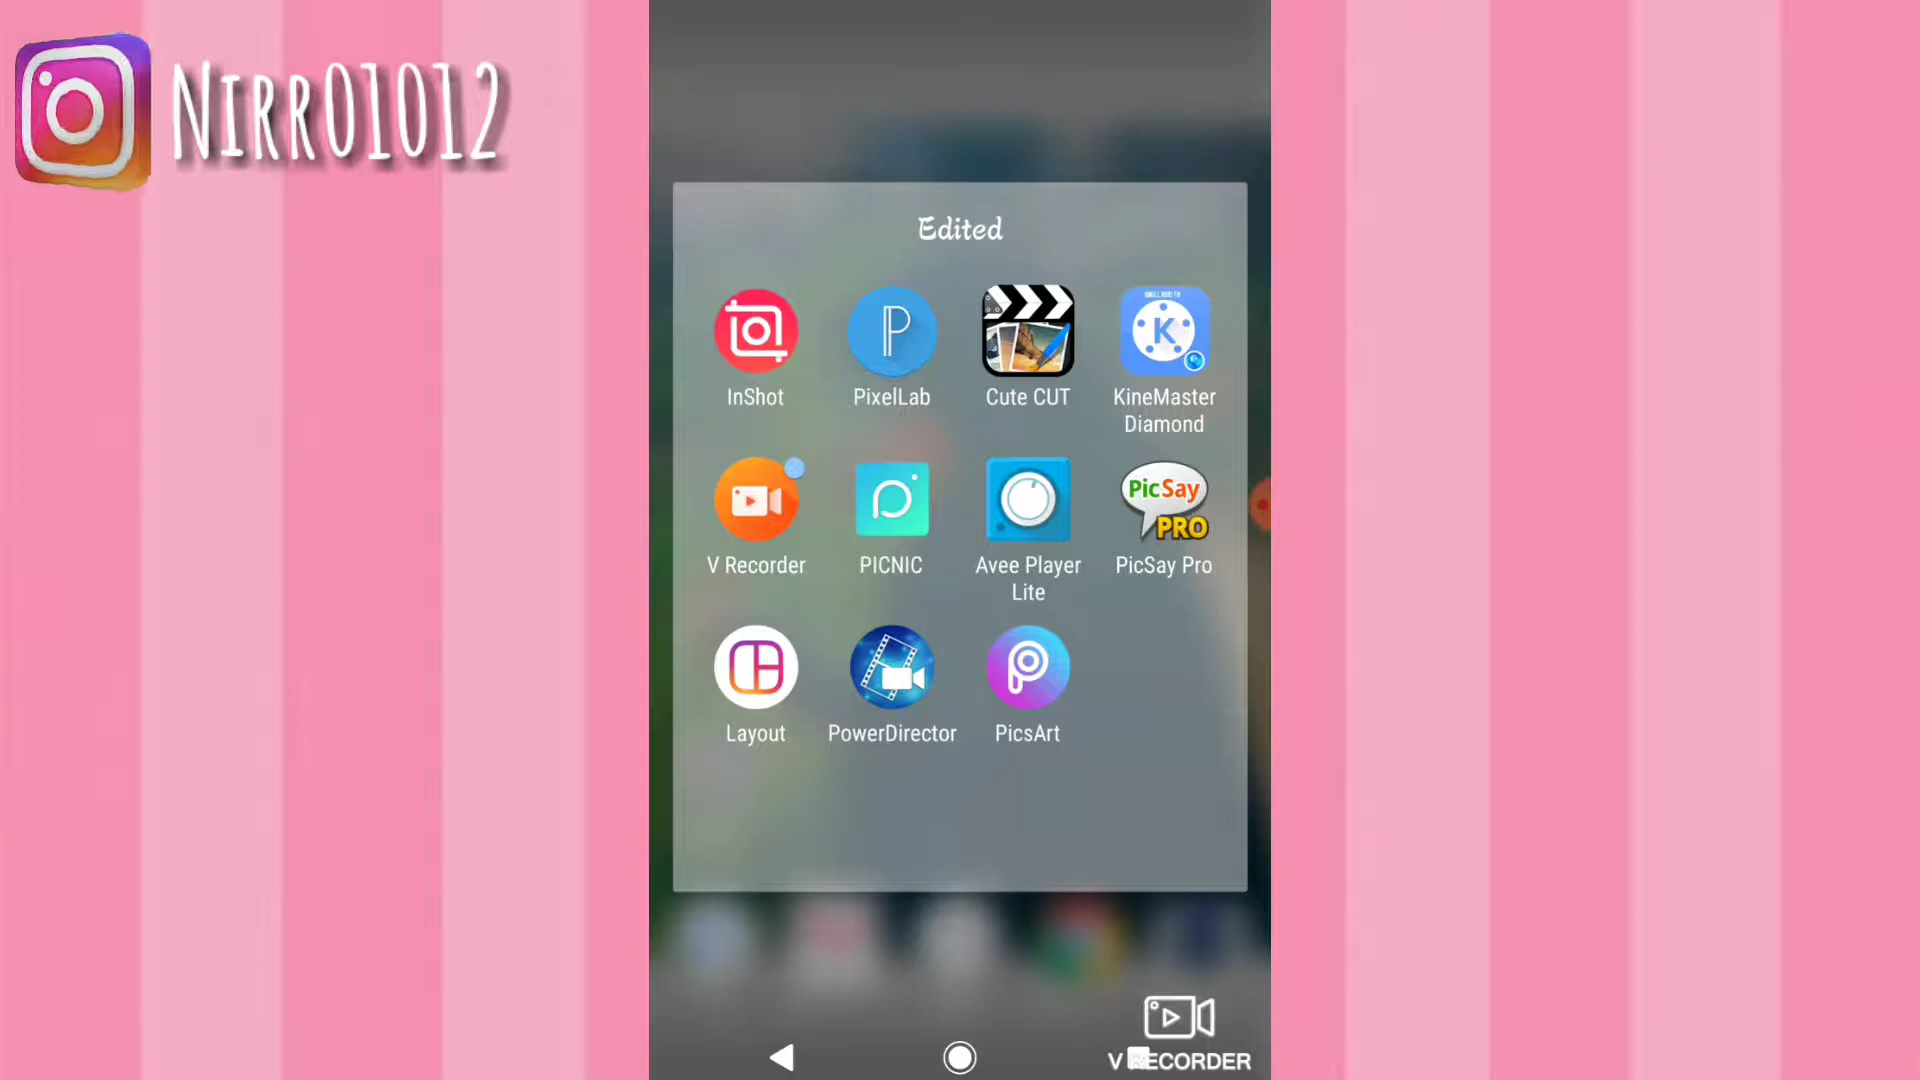 Nirr01012
Edited
InShot
PixelLab
Cute CUT
KineMaster
Diamond
K
V Recorder
PICNIC
Avee Player
Lite
PicSay
PRO
PicSay Pro
Layout
PowerDirector
PicsArt
V RECORDER